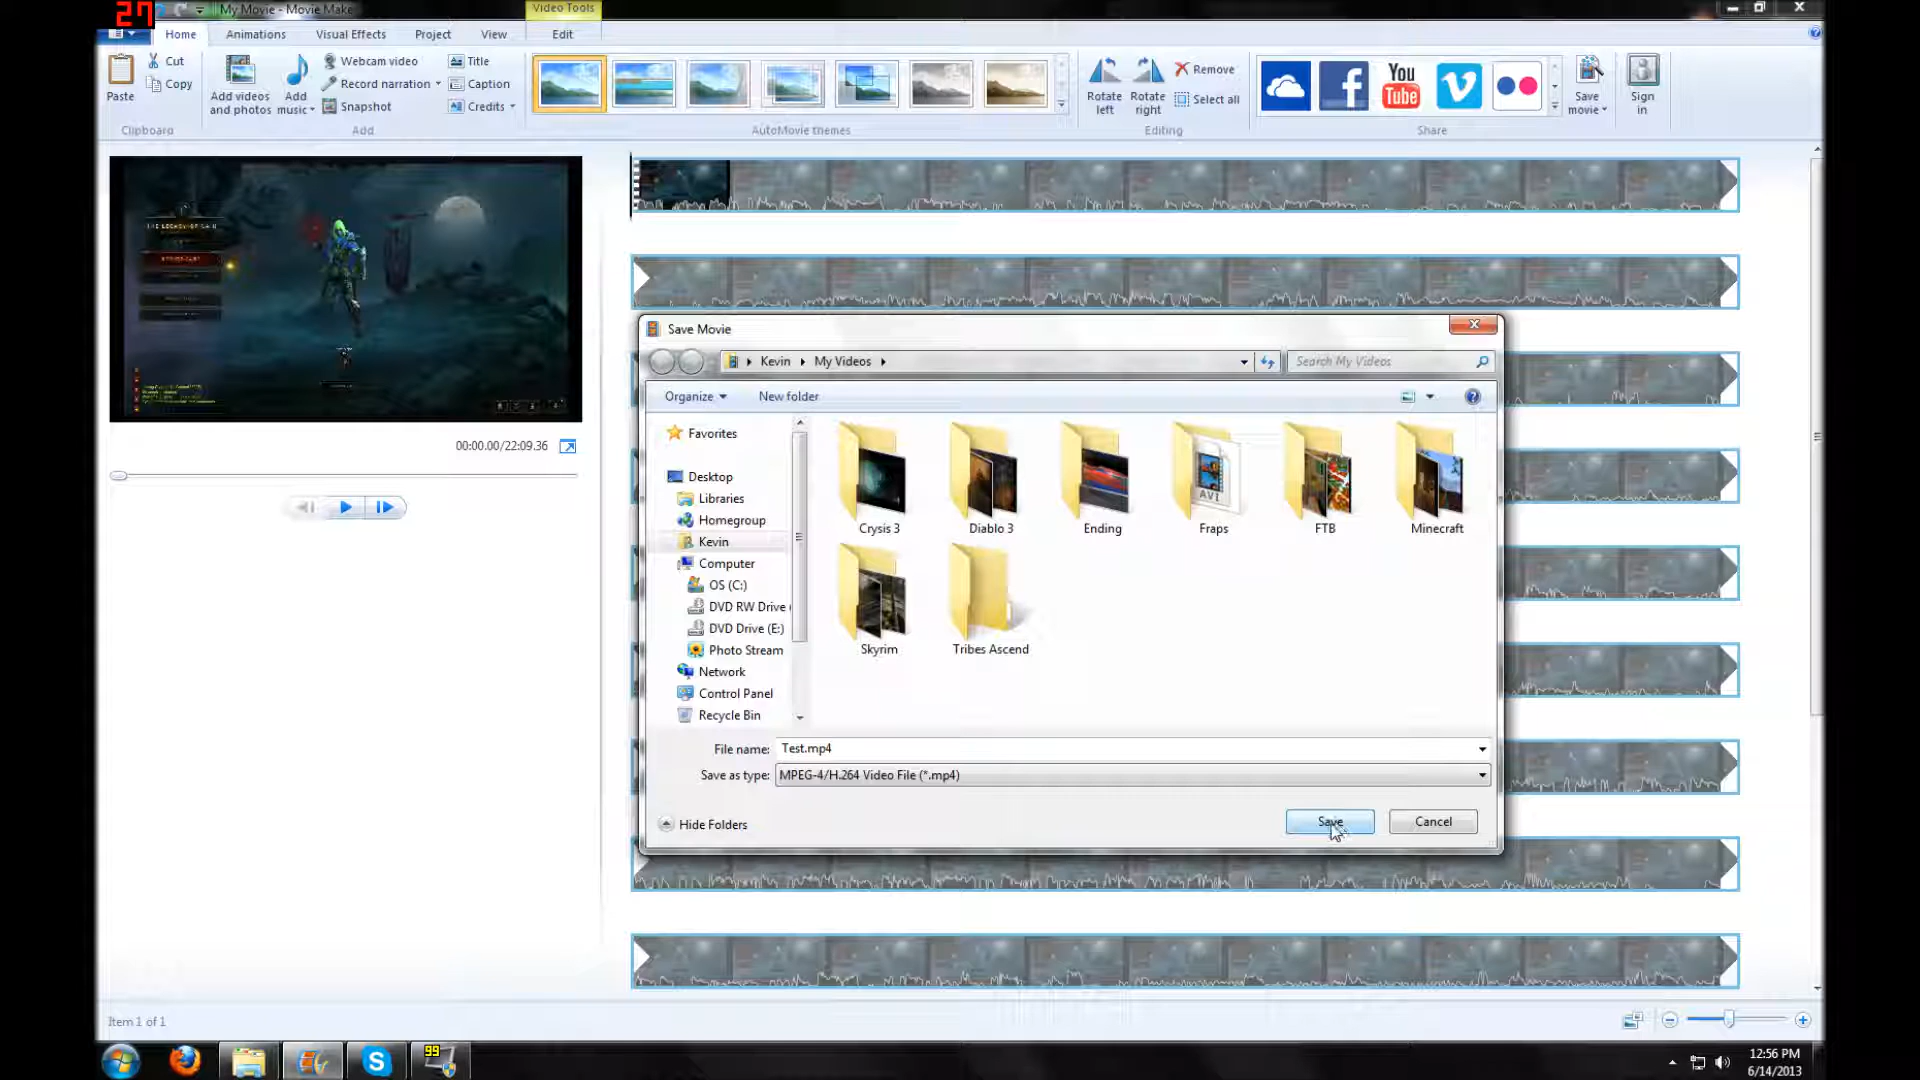 27
My Movie - Movie Make
Video Tools
Home
Animations
Visual Effects
Project
View
Edit
Paste
Cut
Copy
Clipboard
Add videos
and photos
Add
music
Webcam video
Record narration
Snapshot
Title
Caption
Credits
Add
AutoMovie themes
Rotate
left
Rotate
right
Remove
Select all
Editing
f
You
Tube
Share
Save
movie
Sign
in
THE LEGACY OF CAIN
00:00.00/22:09.36
Save Movie
Kevin
My Videos
Search My Videos
Organize
New folder
Favorites
Desktop
Libraries
Homegroup
Kevin
Computer
OS (C:)
DVD RW Drive
DVD Drive (E:)
Photo Stream
Network
Control Panel
Recycle Bin
Crysis 3
Diablo 3
Ending
AVI
Fraps
FTB
Minecraft
Skyrim
Tribes Ascend
File name: Test.mp4
Save as type: MPEG-4/H.264 Video File (*.mp4)
Hide Folders
Save
Cancel
Item 1 of 1
99
12:56 PM
6/14/2013